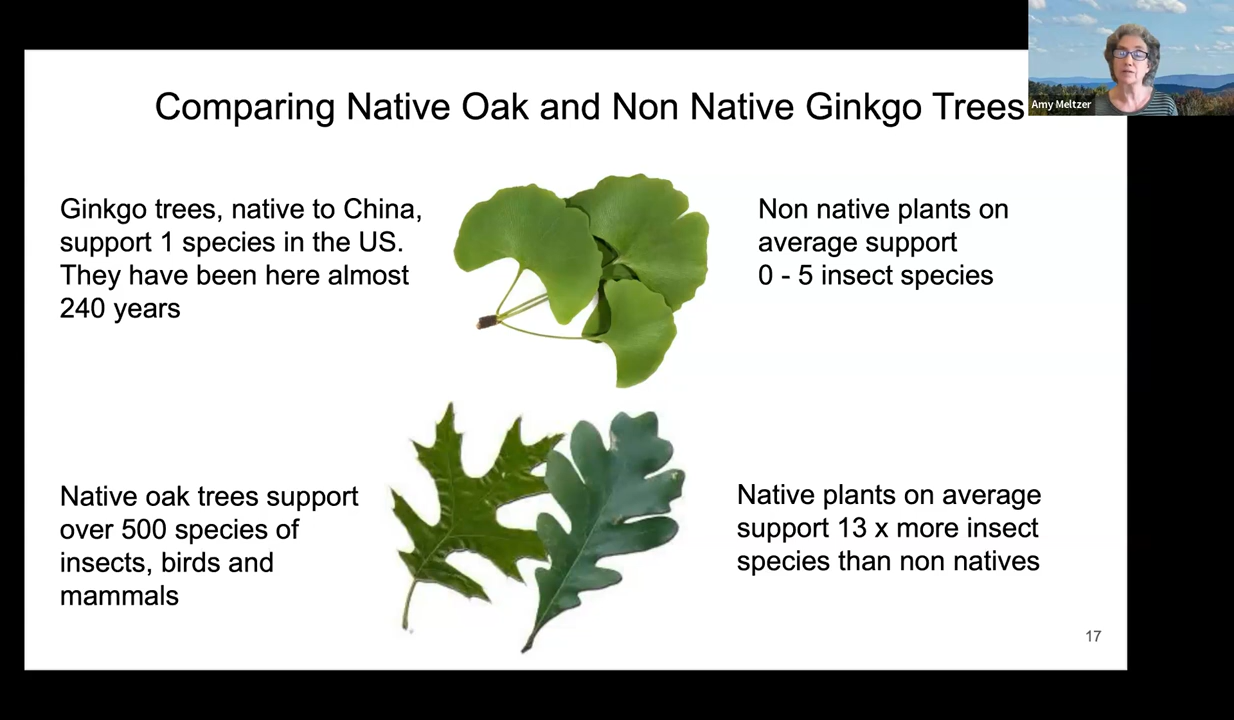 Comparing Native Oak and Non Native Ginkgo Trees
Amy Meltzer
Ginkgo trees, native to China,
support 1 species in the US.
They have been here almost
240 years
Non native plants on
average support
0 - 5 insect species
Native oak trees support
over 500 species of
insects, birds and
mammals
Native plants on average
support 13 x more insect
species than non natives
17